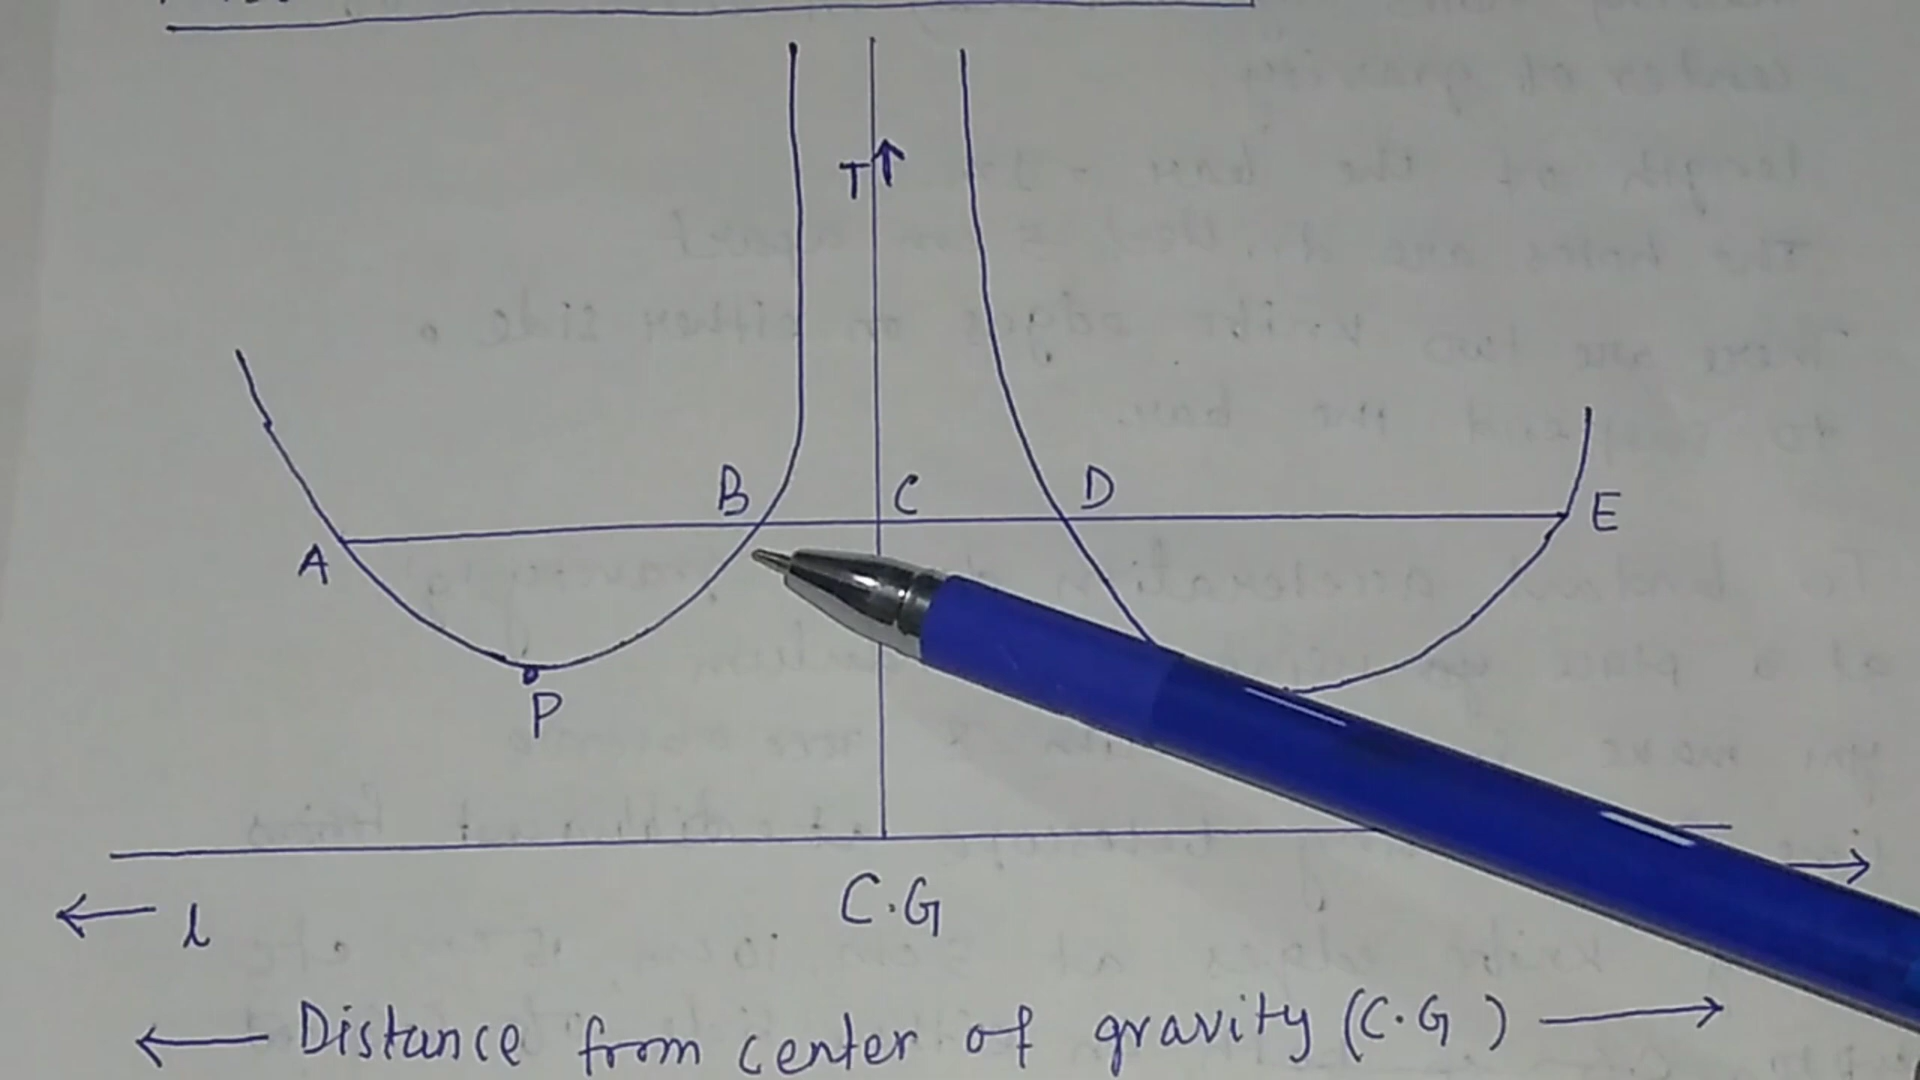 T↑
B C D E
A
P
C.G
← l →
← Distance from center of gravity (C.G) →